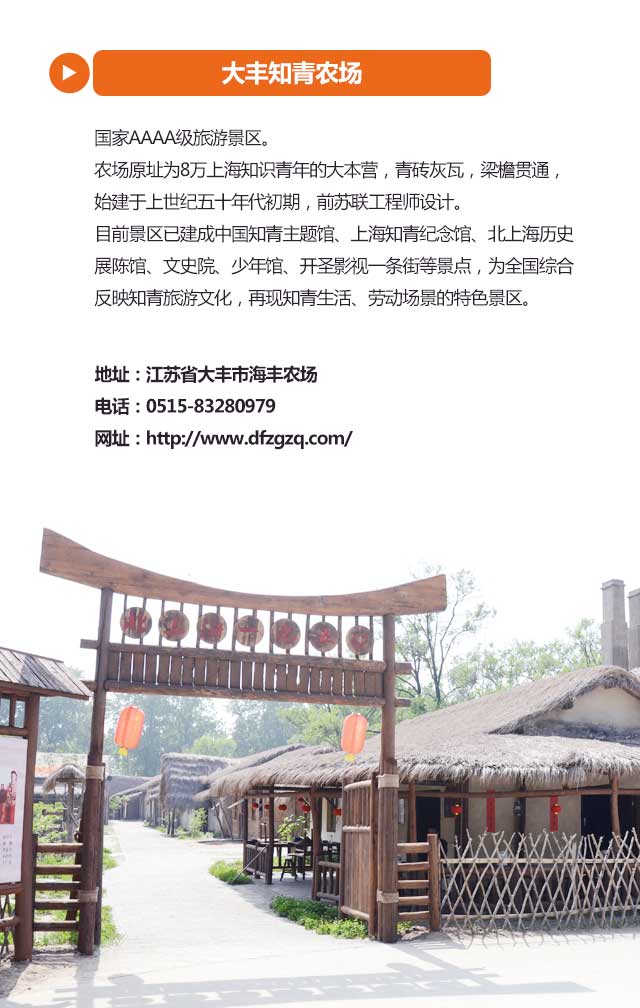 大丰知青农场
国家AAAA级旅游景区。
农场原址为8万上海知识青年的大本营，青砖灰瓦，梁檐贯通，
始建于上世纪五十年代初期，前苏联工程师设计。
目前景区已建成中国知青主题馆、上海知青纪念馆、北上海历史
展陈馆、文史院、少年馆、开圣影视一条街等景点，为全国综合
反映知青旅游文化，再现知青生活、劳动场景的特色景区。
地址：江苏省大丰市海丰农场
电话：0515-83280979
网址：http://www.dfzgzq.com/